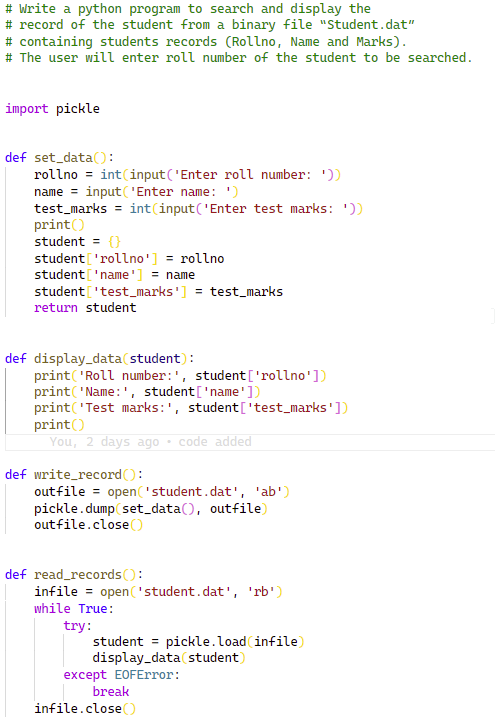 # Write a python program to search and display the
# record of the student from a binary file “Student.dat”
# containing students records (Rollno, Name and Marks).
# The user will enter roll number of the student to be searched.
import pickle
def set_data():
    rollno = int(input('Enter roll number: '))
    name = input('Enter name: ')
    test_marks = int(input('Enter test marks: '))
    print()
    student = {}
    student['rollno'] = rollno
    student['name'] = name
    student['test_marks'] = test_marks
    return student
def display_data(student):
    print('Roll number:', student['rollno'])
    print('Name:', student['name'])
    print('Test marks:', student['test_marks'])
    print()
You, 2 days ago • code added
def write_record():
    outfile = open('student.dat', 'ab')
    pickle.dump(set_data(), outfile)
    outfile.close()
def read_records():
    infile = open('student.dat', 'rb')
    while True:
        try:
            student = pickle.load(infile)
            display_data(student)
        except EOFError:
            break
    infile.close()